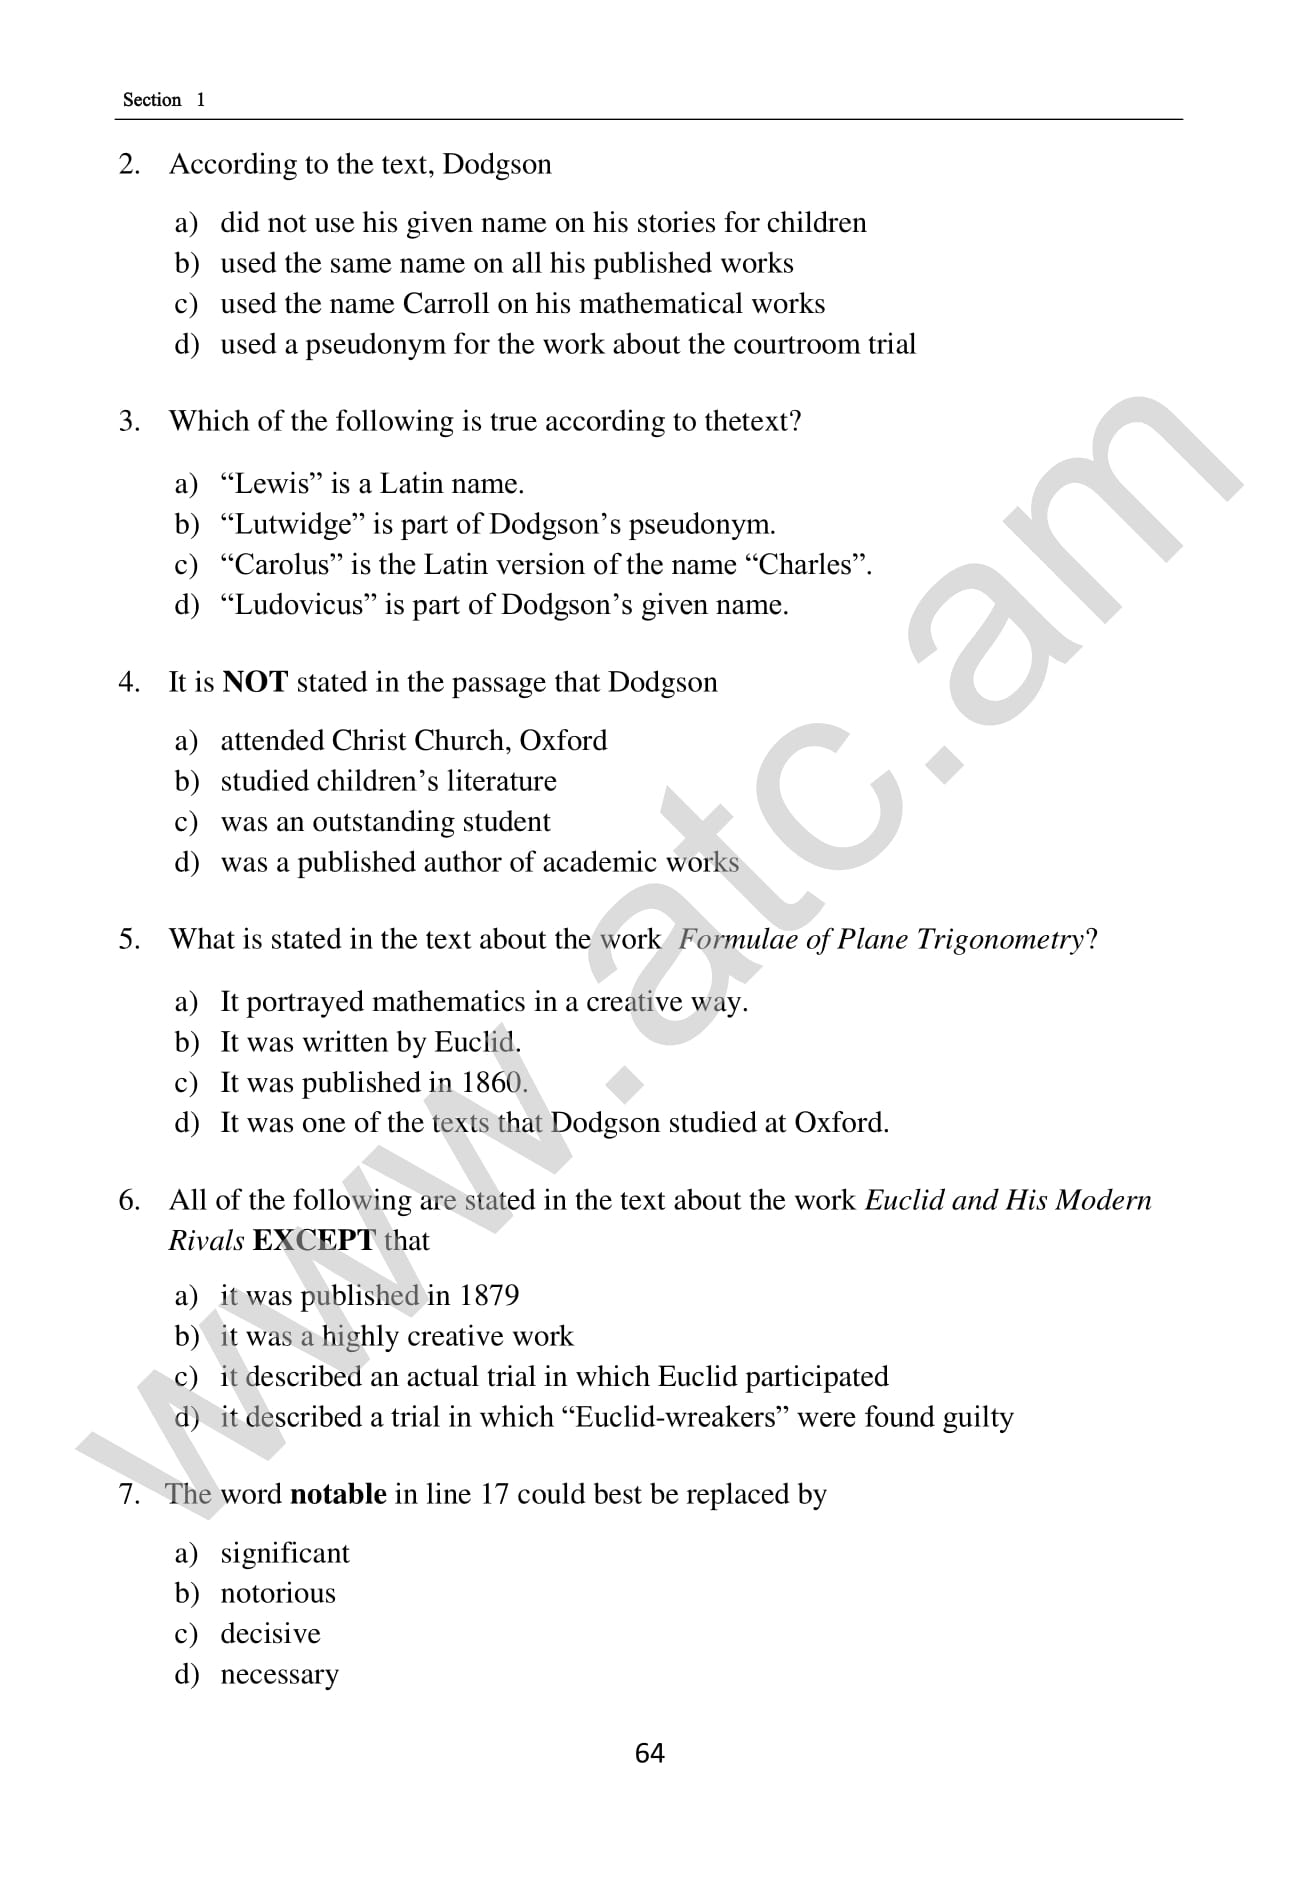 Section 1
2. According to the text, Dodgson
a) did not use his given name on his stories for children
b) used the same name on all his published works
c) used the name Carroll on his mathematical works
d) used a pseudonym for the work about the courtroom trial
3. Which of the following is true according to thetext?
a) “Lewis” is a Latin name.
b) “Lutwidge” is part of Dodgson’s pseudonym.
c) “Carolus” is the Latin version of the name “Charles”.
d) “Ludovicus” is part of Dodgson’s given name.
4. It is NOT stated in the passage that Dodgson
a) attended Christ Church, Oxford
b) studied children’s literature
c) was an outstanding student
d) was a published author of academic works
5. What is stated in the text about the work Formulae of Plane Trigonometry?
a) It portrayed mathematics in a creative way.
b) It was written by Euclid.
c) It was published in 1860.
d) It was one of the texts that Dodgson studied at Oxford.
6. All of the following are stated in the text about the work Euclid and His Modern
Rivals EXCEPT that
a) it was published in 1879
b) it was a highly creative work
c) it described an actual trial in which Euclid participated
d) it described a trial in which “Euclid-wreakers” were found guilty
7. The word notable in line 17 could best be replaced by
a) significant
b) notorious
c) decisive
d) necessary
64
www.atc.am